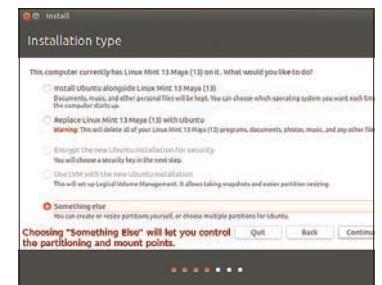 Install
Installation type
This computer currently has Linux Mint 13 Maya (13) on it. What would you like to do?
Install Ubuntu alongside Linux Mint 13 Maya (13)
Documents, music, and other personal files will be kept. You can choose which operating system you want each time
the computer starts up.
Replace Linux Mint 13 Maya (13) with Ubuntu
Warning: This will delete all of your Linux Mint 13 Maya (13) programs, documents, photos, music, and any other files
Encrypt the new Ubuntu installation for security
You will choose a security key in the next step.
Use LVM with the new Ubuntu installation
This will set up Logical Volume Management. It allows taking snapshots and easier partition resizing.
Something else
You can create or resize partitions yourself, or choose multiple partitions for Ubuntu.
Choosing "Something Else" will let you control
the partitioning and mount points.
Quit Back Continu